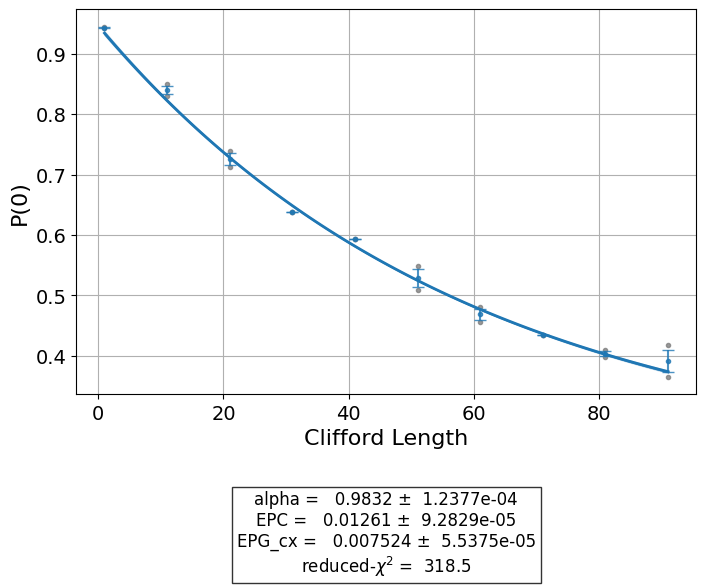 0.9
0.8
0.7
0.6
0.5
0.4
P(0)
0 20 40 60 80
Clifford Length
alpha = 0.9832 ± 1.2377e-04
EPC = 0.01261 ± 9.2829e-05
EPG_cx = 0.007524 ± 5.5375e-05
reduced-χ² = 318.5